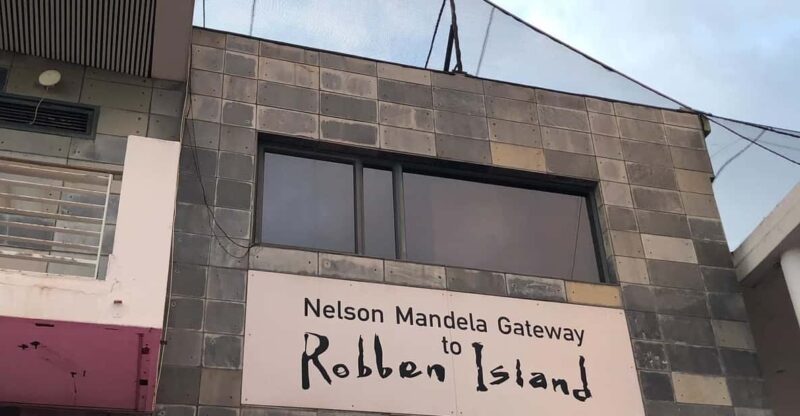 Nelson Mandela Gateway
to
Robben Island